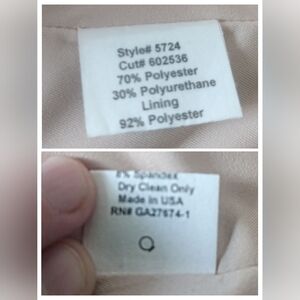 Style# 5724
Cut# 602536
70% Polyester
30% Polyurethane
Lining
92% Polyester
8% Spandex
Dry Clean Only
Made in USA
RN# GA27674-1